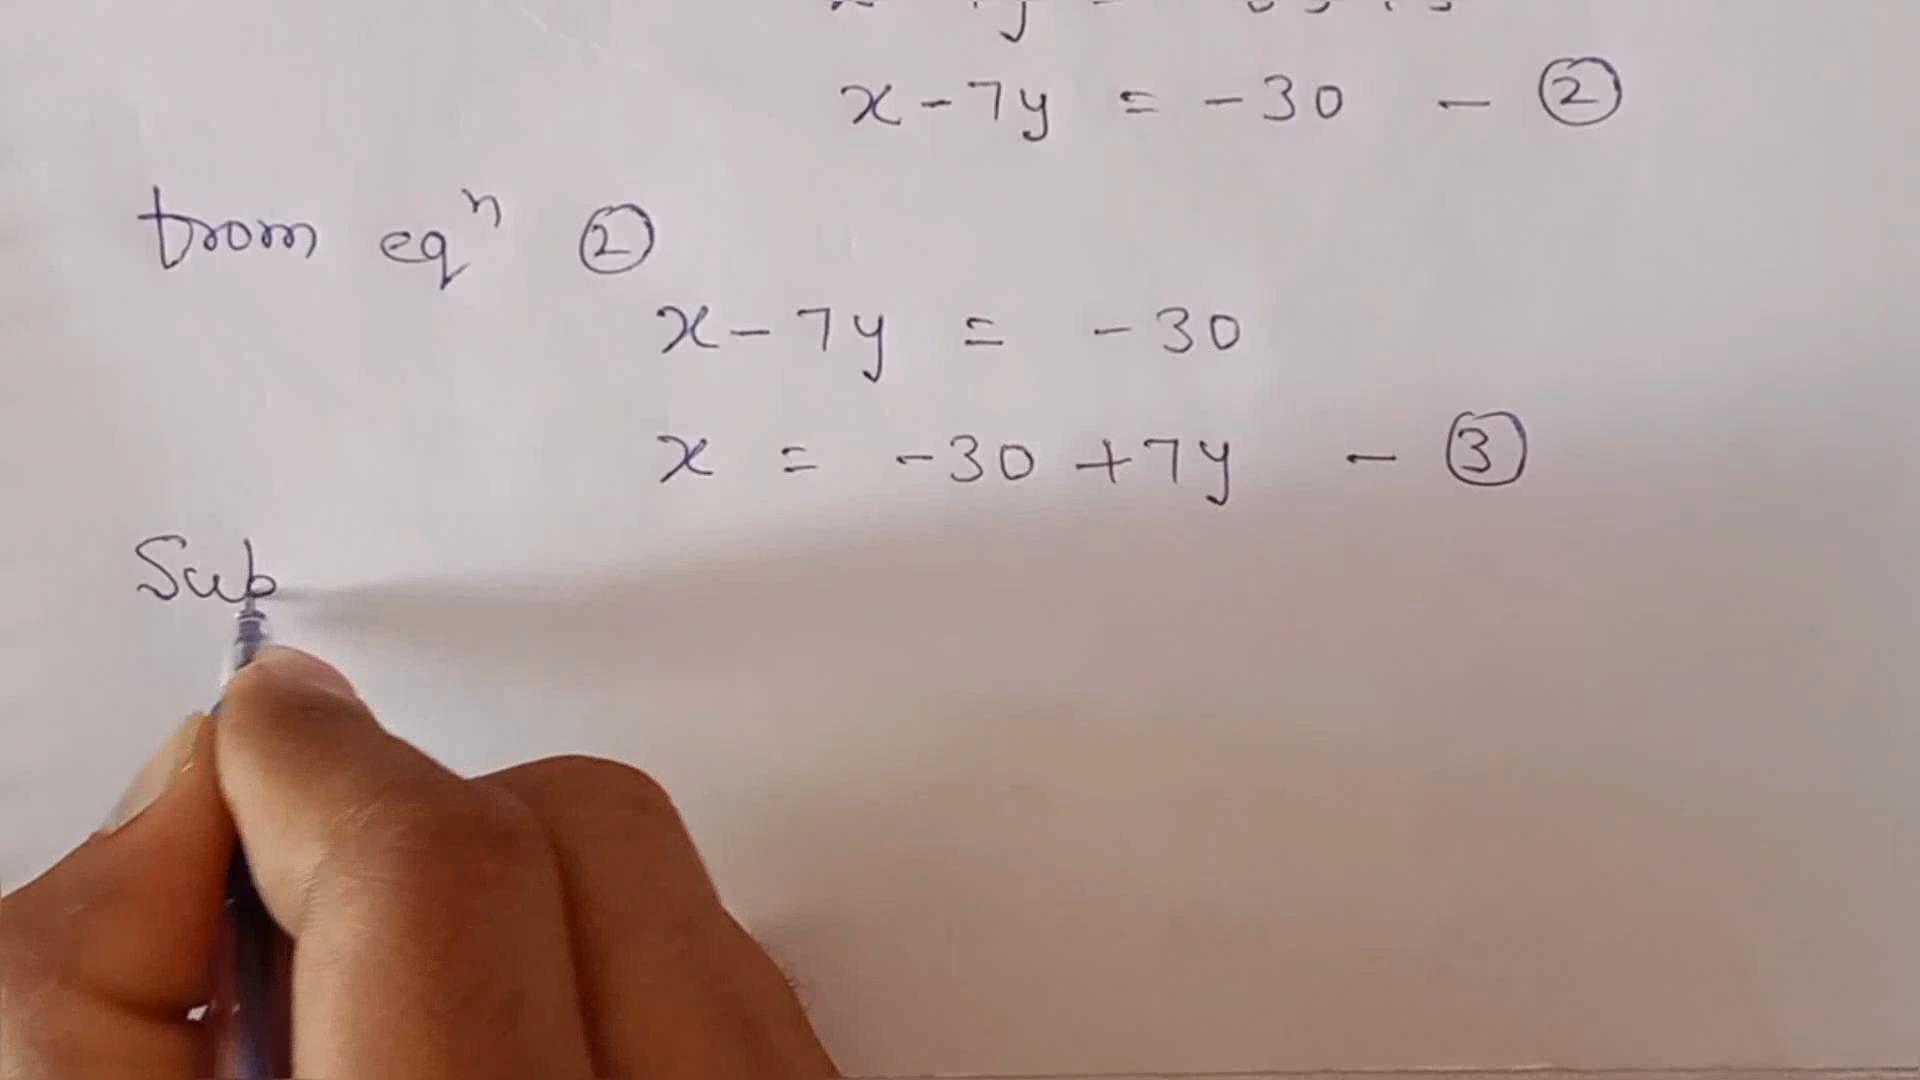 x - 7y = -30 - ②
from eqⁿ ②
x - 7y = -30
x = -30 + 7y - ③
Sub